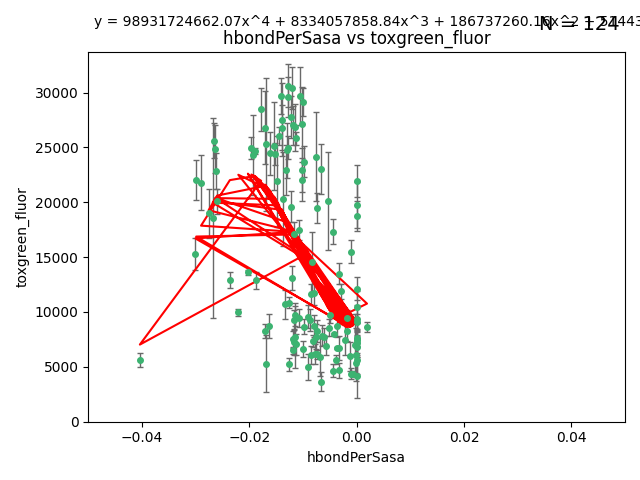 y = 98931724662.07x^4 + 8334057858.84x^3 + 186737260.16x^2 +
N = 124
hbondPerSasa vs toxgreen_fluor
30000
25000
20000
15000
10000
5000
0
toxgreen_fluor
−0.04 −0.02 0.00 0.02 0.04
hbondPerSasa